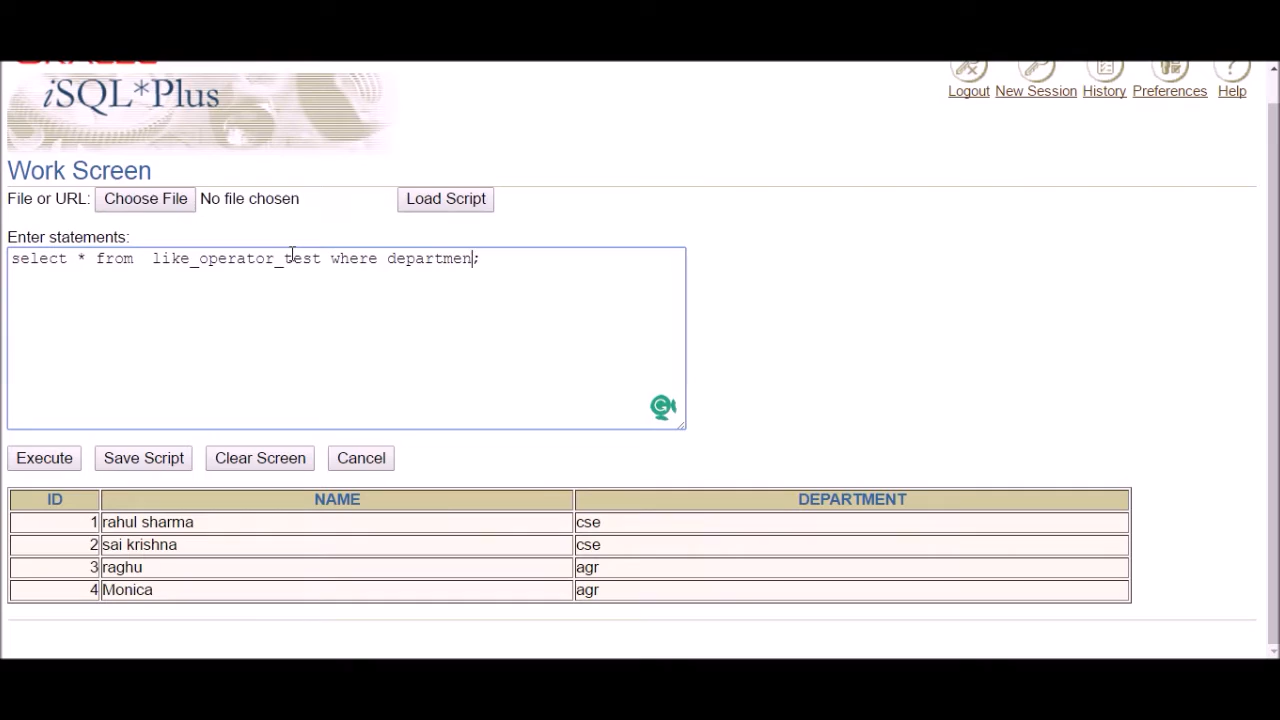 iSQL*Plus
Logout New Session History Preferences Help
Work Screen
File or URL: Choose File No file chosen Load Script
Enter statements:
select * from  like_operator_test where departmen;
Execute Save Script Clear Screen Cancel
ID NAME DEPARTMENT
1 rahul sharma cse
2 sai krishna cse
3 raghu agr
4 Monica agr